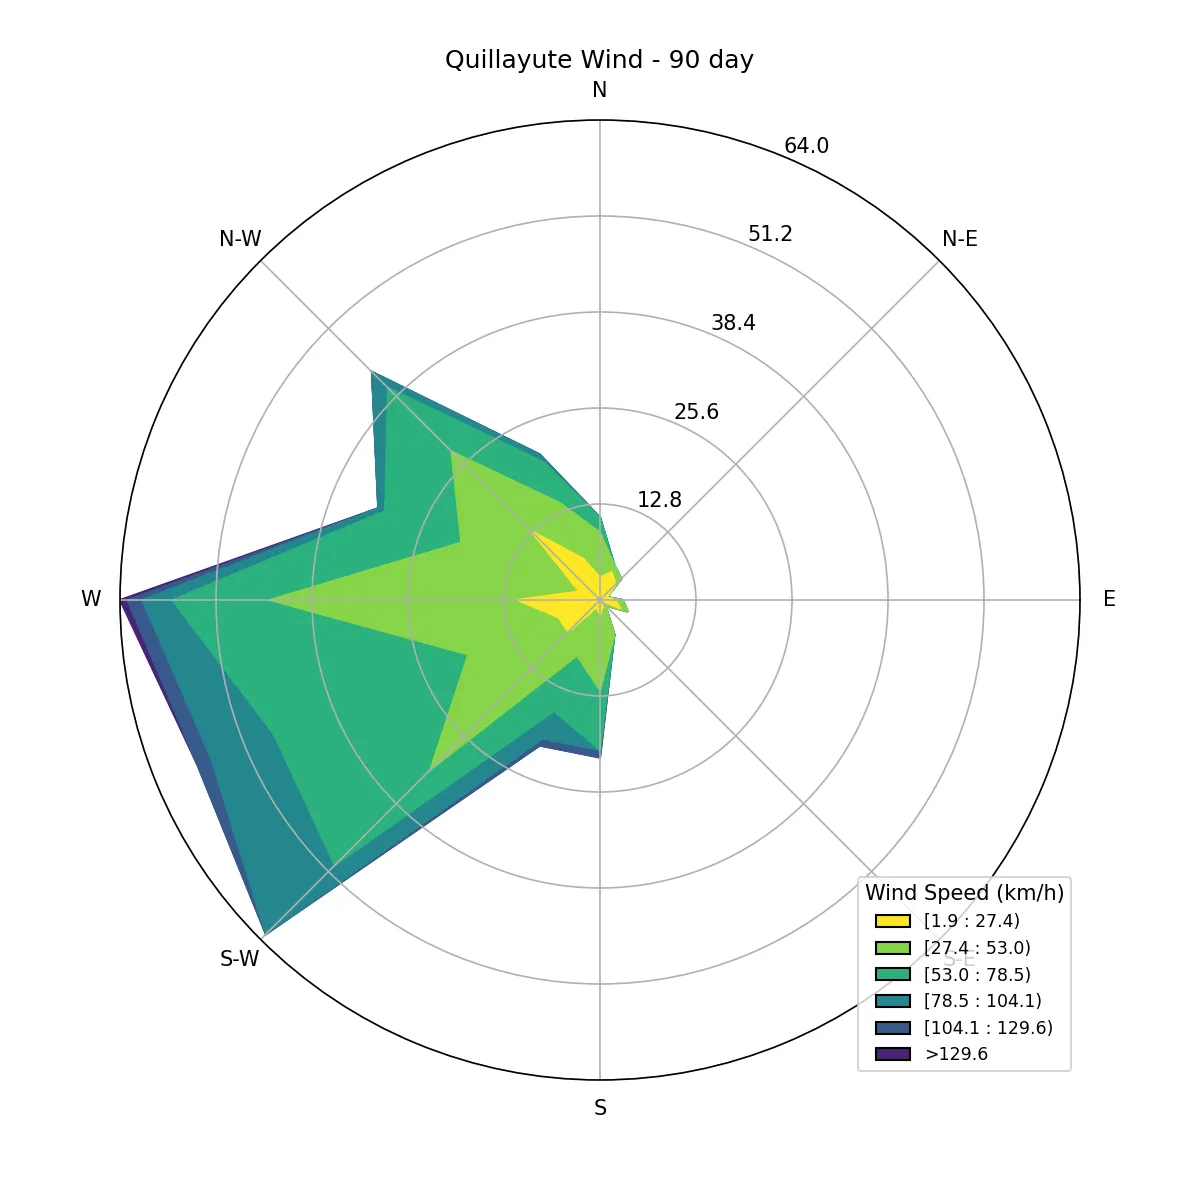 Quillayute Wind - 90 day
N
64.0
N-W
51.2
N-E
38.4
25.6
12.8
W
E
S-W
S-E
S
Wind Speed (km/h)
[1.9 : 27.4)
[27.4 : 53.0)
[53.0 : 78.5)
[78.5 : 104.1)
[104.1 : 129.6)
>129.6